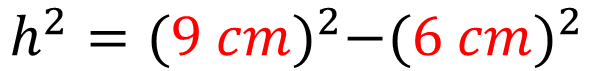 h² = (9 cm)²−(6 cm)²